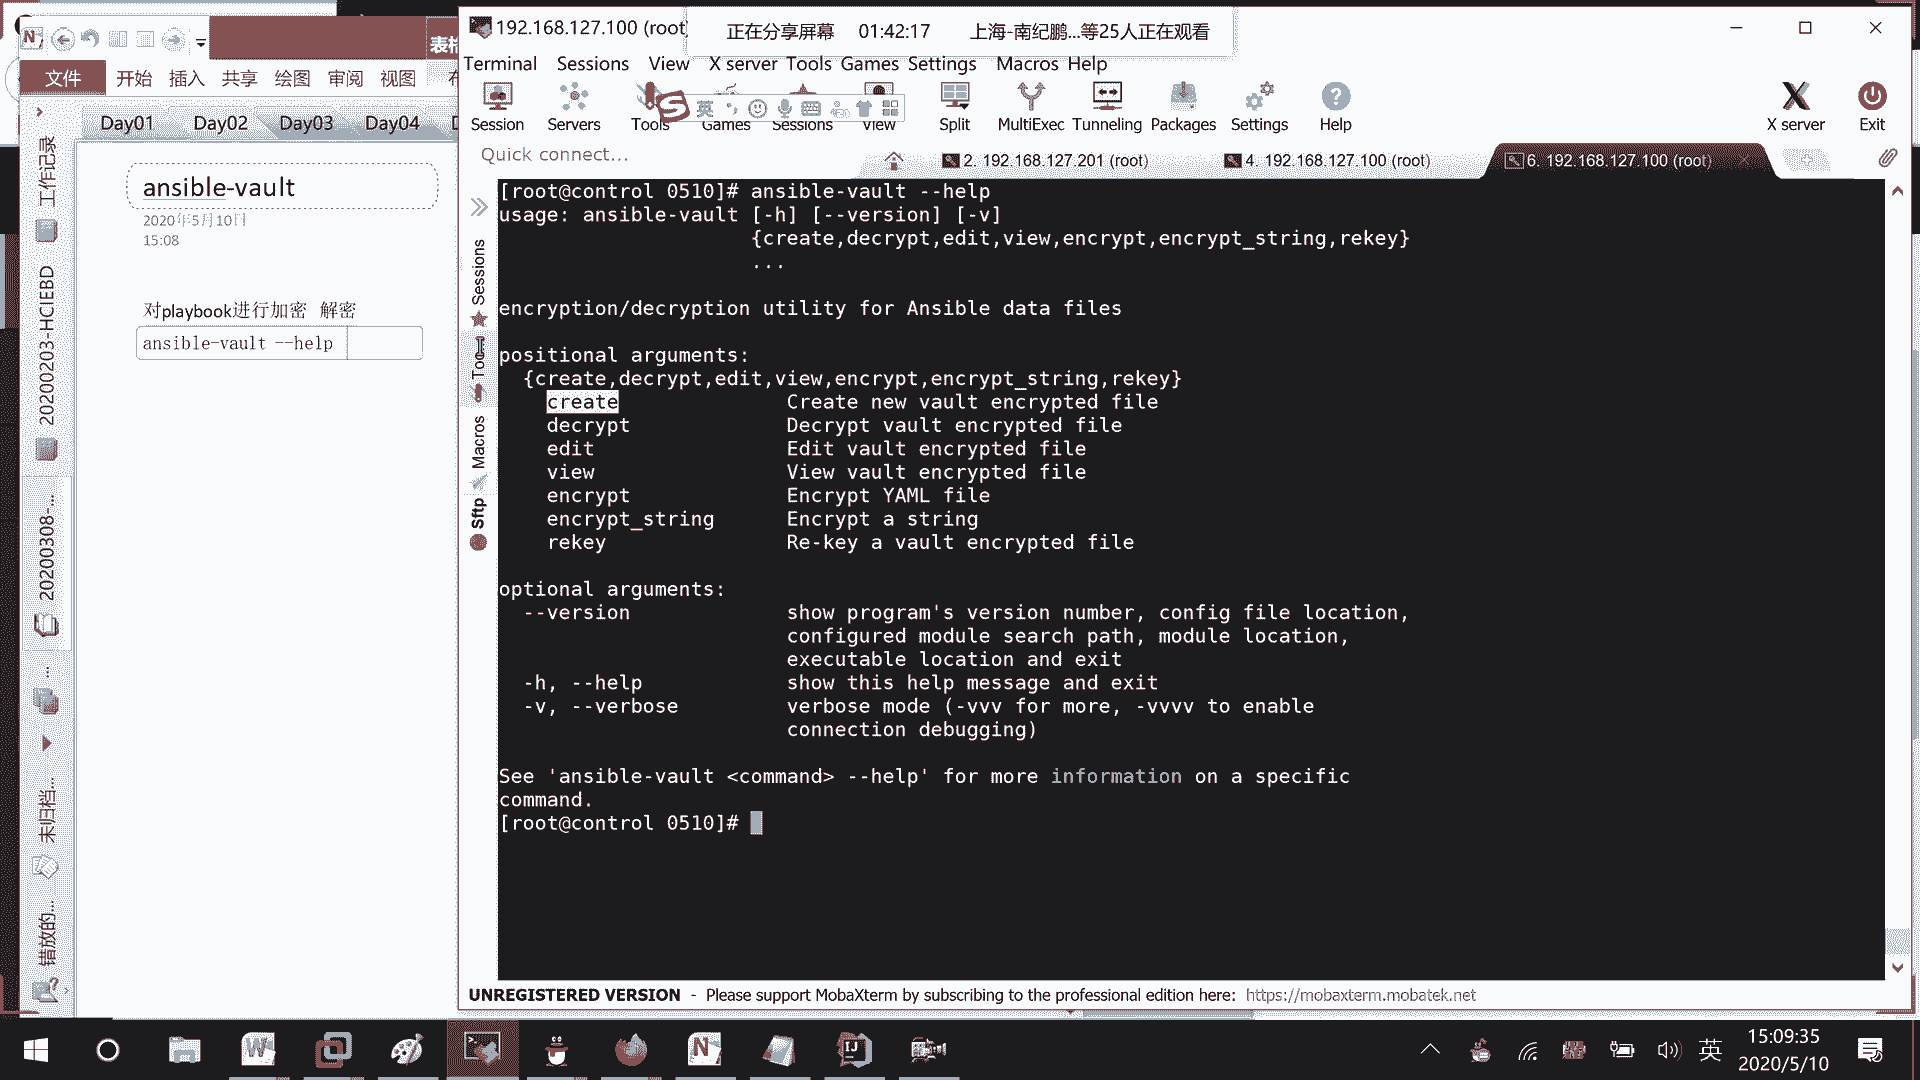 192.168.127.100 (root)
正在分享屏幕 01:42:17 上海-南纪鹏...等25人正在观看
表格
文件 开始 插入 共享 绘图 审阅 视图
Terminal Sessions View X server Tools Games Settings Macros Help
Session Servers Tools Games Sessions View Split MultiExec Tunneling Packages Settings Help
X server Exit
英
Day01 Day02 Day03 Day04
Quick connect...
2. 192.168.127.201 (root) 4. 192.168.127.100 (root) 6. 192.168.127.100 (root)
工作记录
20200203-HCIEBD
20200308-...
...
未归档...
错放的...
ansible-vault
2020年5月10日
15:08
对playbook进行加密 解密
ansible-vault --help
Sessions
Tools
Macros
Sftp
[root@control 0510]# ansible-vault --help
usage: ansible-vault [-h] [--version] [-v]
{create,decrypt,edit,view,encrypt,encrypt_string,rekey}
...
encryption/decryption utility for Ansible data files
positional arguments:
{create,decrypt,edit,view,encrypt,encrypt_string,rekey}
create Create new vault encrypted file
decrypt Decrypt vault encrypted file
edit Edit vault encrypted file
view View vault encrypted file
encrypt Encrypt YAML file
encrypt_string Encrypt a string
rekey Re-key a vault encrypted file
optional arguments:
--version show program's version number, config file location,
configured module search path, module location,
executable location and exit
-h, --help show this help message and exit
-v, --verbose verbose mode (-vvv for more, -vvvv to enable
connection debugging)
See 'ansible-vault <command> --help' for more information on a specific
command.
[root@control 0510]#
UNREGISTERED VERSION - Please support MobaXterm by subscribing to the professional edition here: https://mobaxterm.mobatek.net
英 15:09:35
2020/5/10